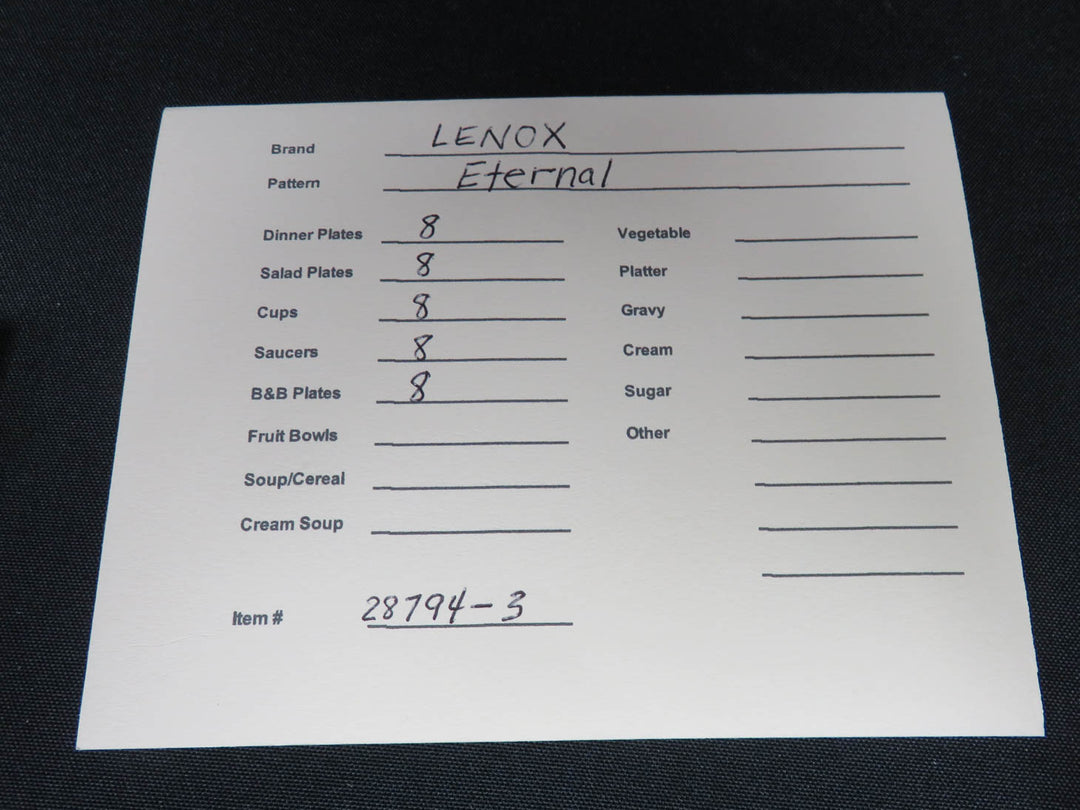 Brand LENOX
Pattern Eternal
Dinner Plates 8 Vegetable
Salad Plates 8 Platter
Cups 8 Gravy
Saucers 8 Cream
B&B Plates 8 Sugar
Fruit Bowls Other
Soup/Cereal
Cream Soup
Item # 28794-3